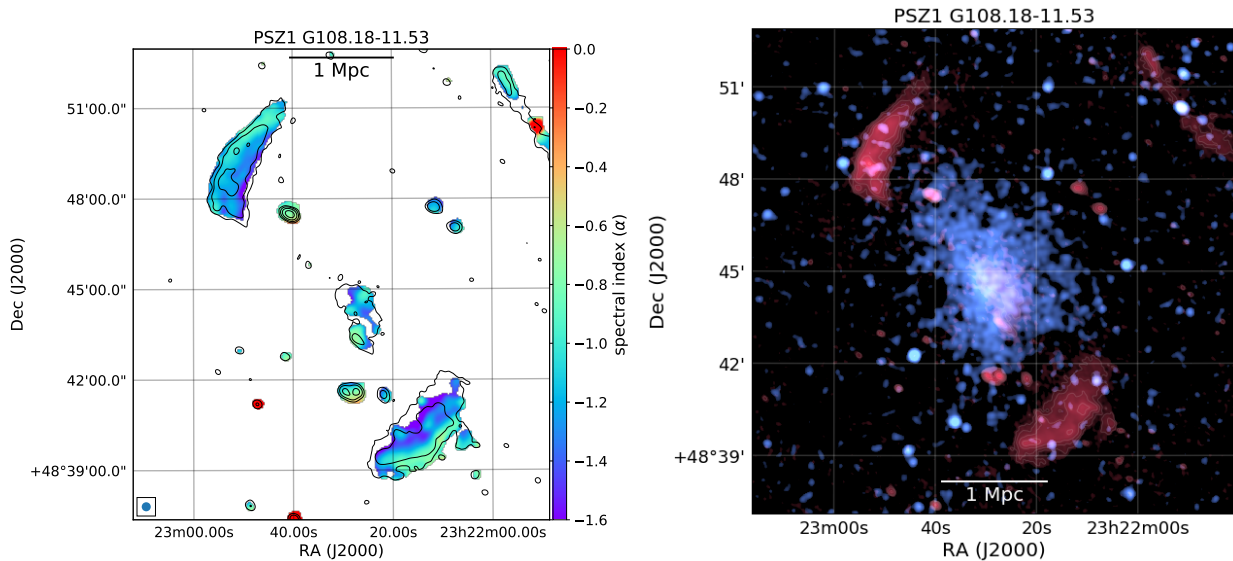 PSZ1 G108.18-11.53
1 Mpc
51'00.0"
48'00.0"
45'00.0"
42'00.0"
+48°39'00.0"
Dec (J2000)
23m00.00s
40.00s
20.00s
23h22m00.00s
RA (J2000)
0.0
−0.2
−0.4
−0.6
−0.8
−1.0
−1.2
−1.4
−1.6
spectral index (α)
PSZ1 G108.18-11.53
51'
48'
45'
42'
+48°39'
Dec (J2000)
1 Mpc
23m00s
40s
20s
23h22m00s
RA (J2000)